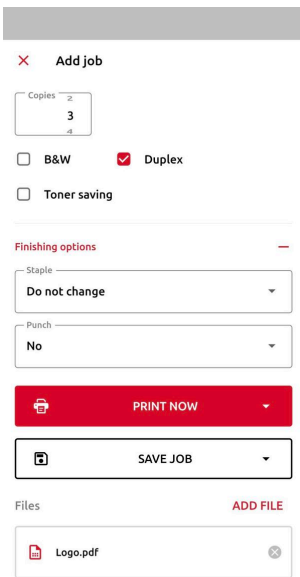 Add job
Copies
2
3
4
B&W
Duplex
Toner saving
Finishing options
Staple
Do not change
Punch
No
PRINT NOW
SAVE JOB
Files
ADD FILE
Logo.pdf